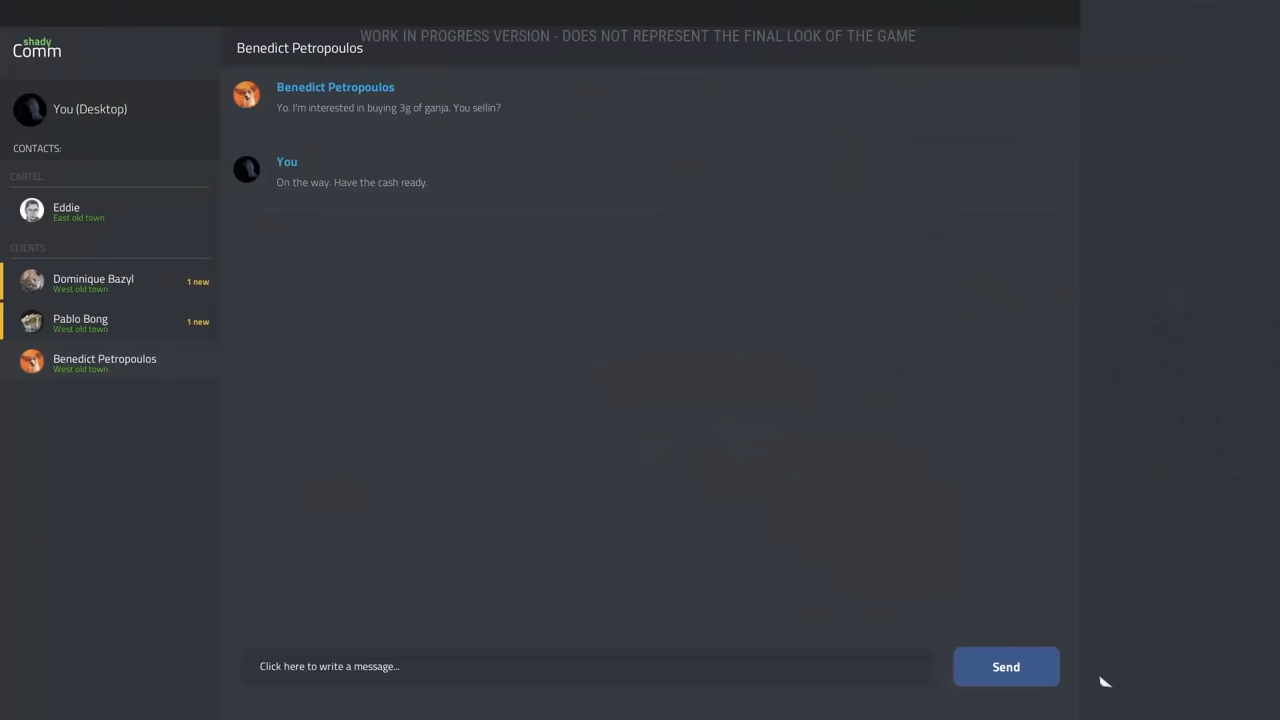 WORK IN PROGRESS VERSION - DOES NOT REPRESENT THE FINAL LOOK OF THE GAME
shady
Comm
You (Desktop)
CONTACTS:
CARTEL
Eddie
East old town
CLIENTS
Dominique Bazyl
West old town
1 new
Pablo Bong
West old town
1 new
Benedict Petropoulos
West old town
Benedict Petropoulos
Benedict Petropoulos
Yo. I'm interested in buying 3g of ganja. You sellin?
You
On the way. Have the cash ready.
Click here to write a message...
Send